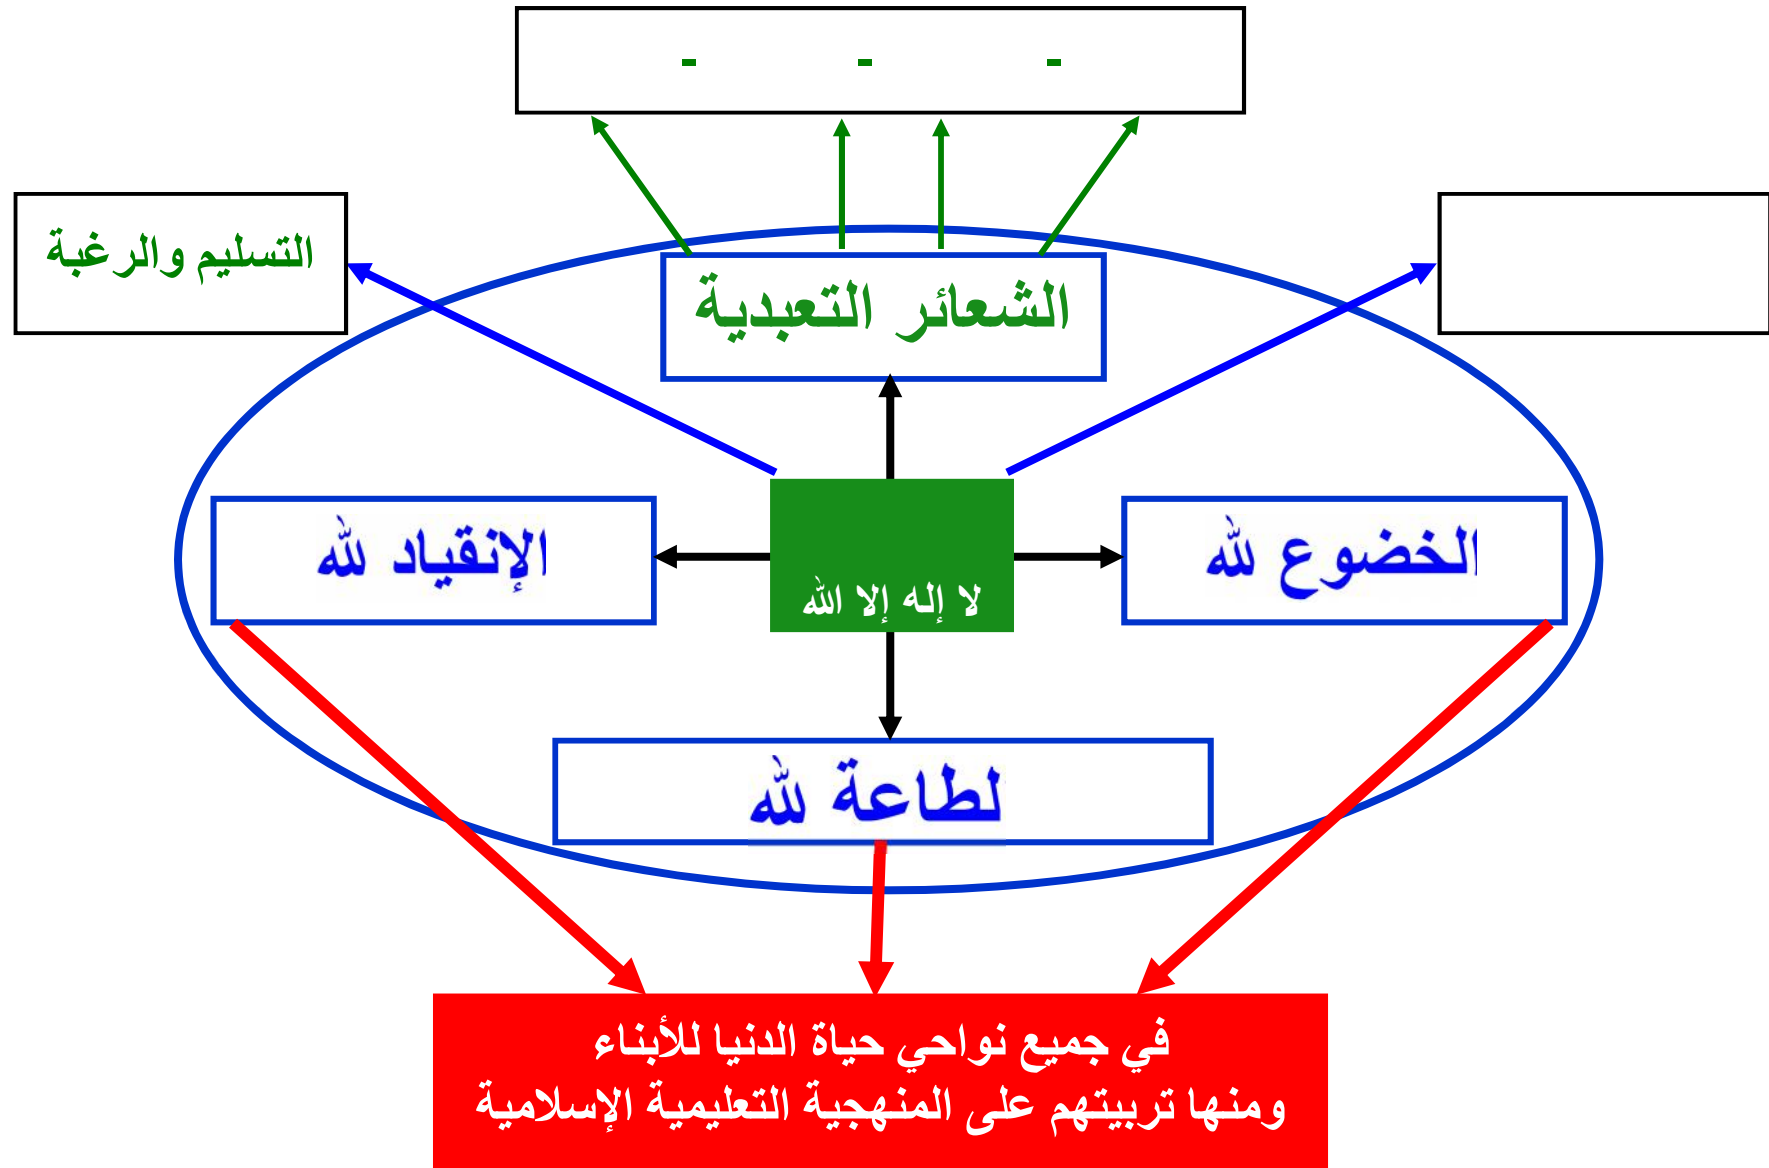 - - -
التسليم والرغبة
الشعائر التعبدية
الخضوع لله
الإنقياد لله
لا إله إلا الله
لطاعة لله
في جميع نواحي حياة الدنيا للأبناء
ومنها تربيتهم على المنهجية التعليمية الإسلامية